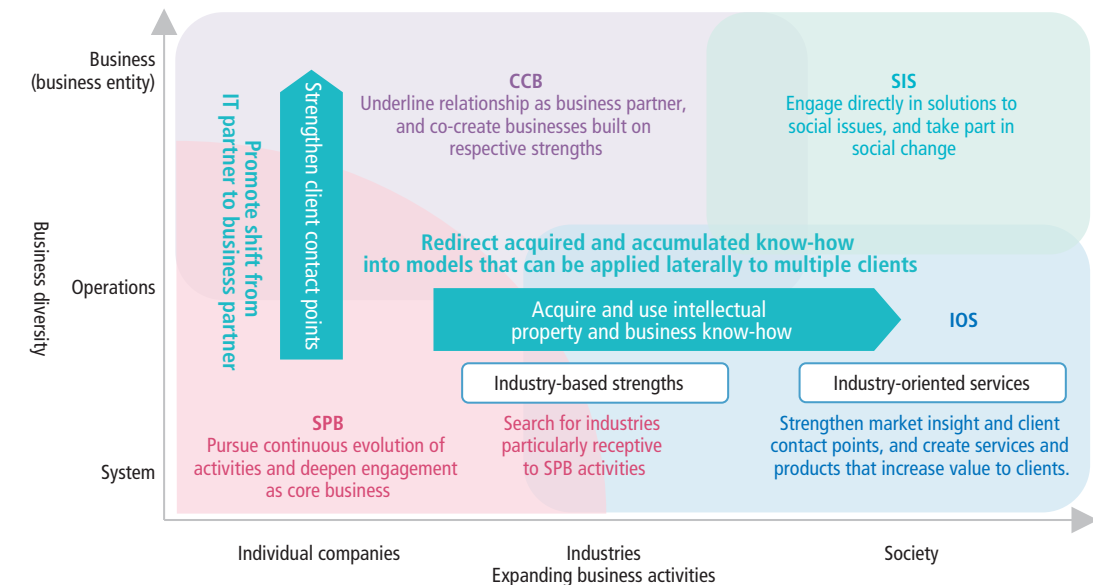 Business
(business entity)
Business diversity
Operations
System
Promote shift from
IT partner to business partner
Strengthen client contact points
CCB
Underline relationship as business partner,
and co-create businesses built on
respective strengths
SIS
Engage directly in solutions to
social issues, and take part in
social change
Redirect acquired and accumulated know-how
into models that can be applied laterally to multiple clients
Acquire and use intellectual
property and business know-how
IOS
Industry-based strengths
Industry-oriented services
SPB
Pursue continuous evolution of
activities and deepen engagement
as core business
Search for industries
particularly receptive
to SPB activities
Strengthen market insight and client
contact points, and create services and
products that increase value to clients.
Individual companies
Industries
Society
Expanding business activities